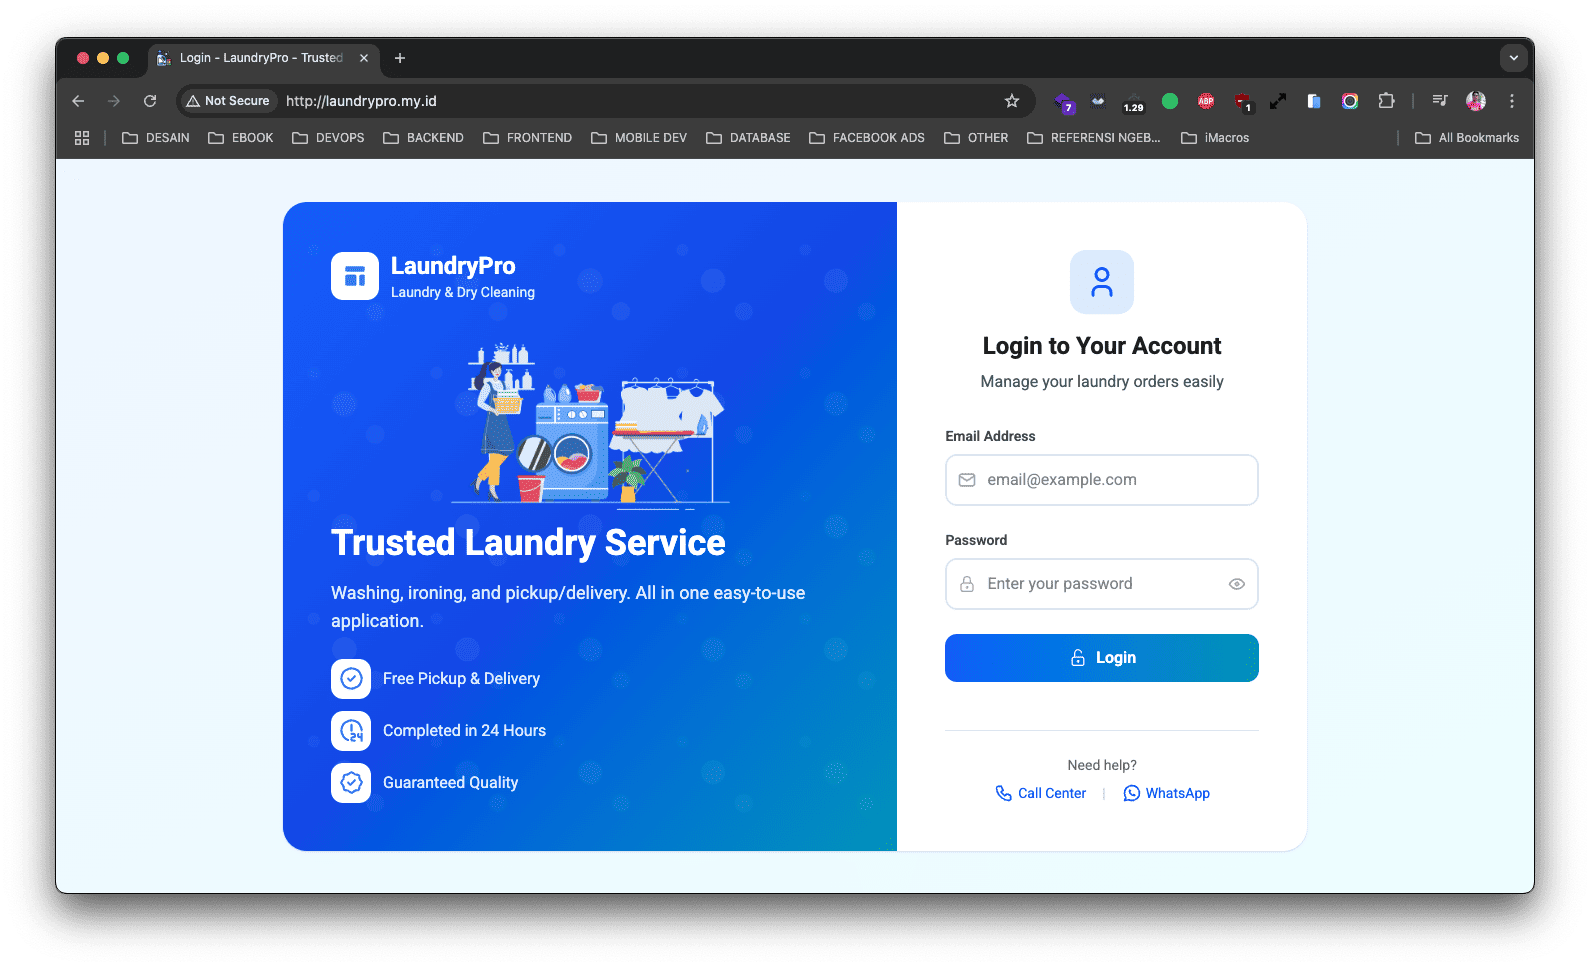 Login - LaundryPro - Trusted
Not Secure
http://laundrypro.my.id
7
1.29
ABP
1
DESAIN
EBOOK
DEVOPS
BACKEND
FRONTEND
MOBILE DEV
DATABASE
FACEBOOK ADS
OTHER
REFERENSI NGEB...
iMacros
All Bookmarks
LaundryPro
Laundry & Dry Cleaning
Trusted Laundry Service
Washing, ironing, and pickup/delivery. All in one easy-to-use
application.
Free Pickup & Delivery
24
Completed in 24 Hours
Guaranteed Quality
Login to Your Account
Manage your laundry orders easily
Email Address
email@example.com
Password
Enter your password
Login
Need help?
Call Center
|
WhatsApp